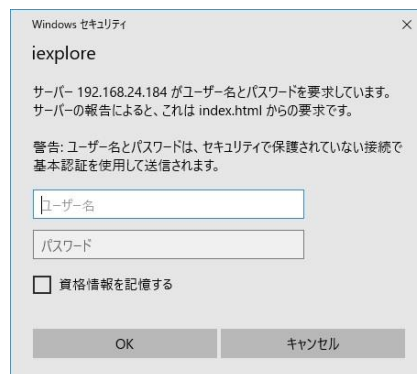 Windows セキュリティ
iexplore
サーバー 192.168.24.184 がユーザー名とパスワードを要求しています。
サーバーの報告によると、これは index.html からの要求です。
警告: ユーザー名とパスワードは、セキュリティで保護されていない接続で
基本認証を使用して送信されます。
ユーザー名
パスワード
資格情報を記憶する
OK
キャンセル